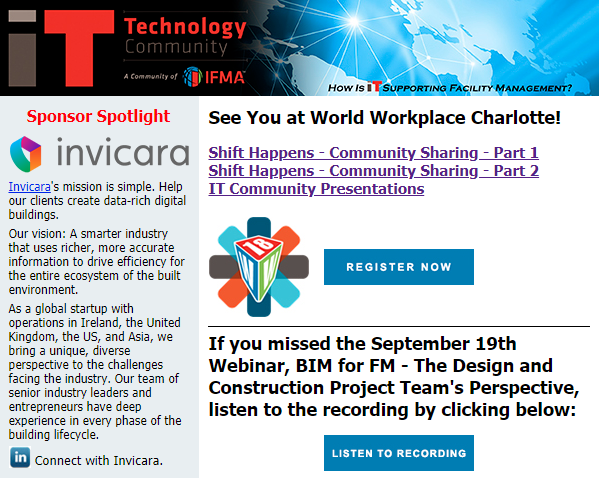 iT Technology
Community
A Community of IFMA™
How Is iT Supporting Facility Management?
Sponsor Spotlight
invicara
Invicara's mission is simple. Help
our clients create data-rich digital
buildings.
Our vision: A smarter industry
that uses richer, more accurate
information to drive efficiency for
the entire ecosystem of the built
environment.
As a global startup with
operations in Ireland, the United
Kingdom, the US, and Asia, we
bring a unique, diverse
perspective to the challenges
facing the industry. Our team of
senior industry leaders and
entrepreneurs have deep
experience in every phase of the
building lifecycle.
in Connect with Invicara.
See You at World Workplace Charlotte!
Shift Happens - Community Sharing - Part 1
Shift Happens - Community Sharing - Part 2
IT Community Presentations
18
REGISTER NOW
If you missed the September 19th
Webinar, BIM for FM - The Design and
Construction Project Team's Perspective,
listen to the recording by clicking below:
LISTEN TO RECORDING